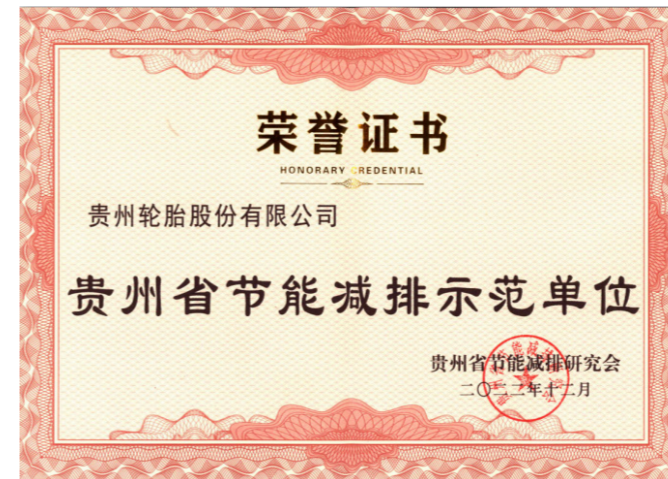 荣誉证书
HONORARY CREDENTIAL
贵州轮胎股份有限公司
贵州省节能减排示范单位
贵州省节能减排研究会
二〇二二年十二月